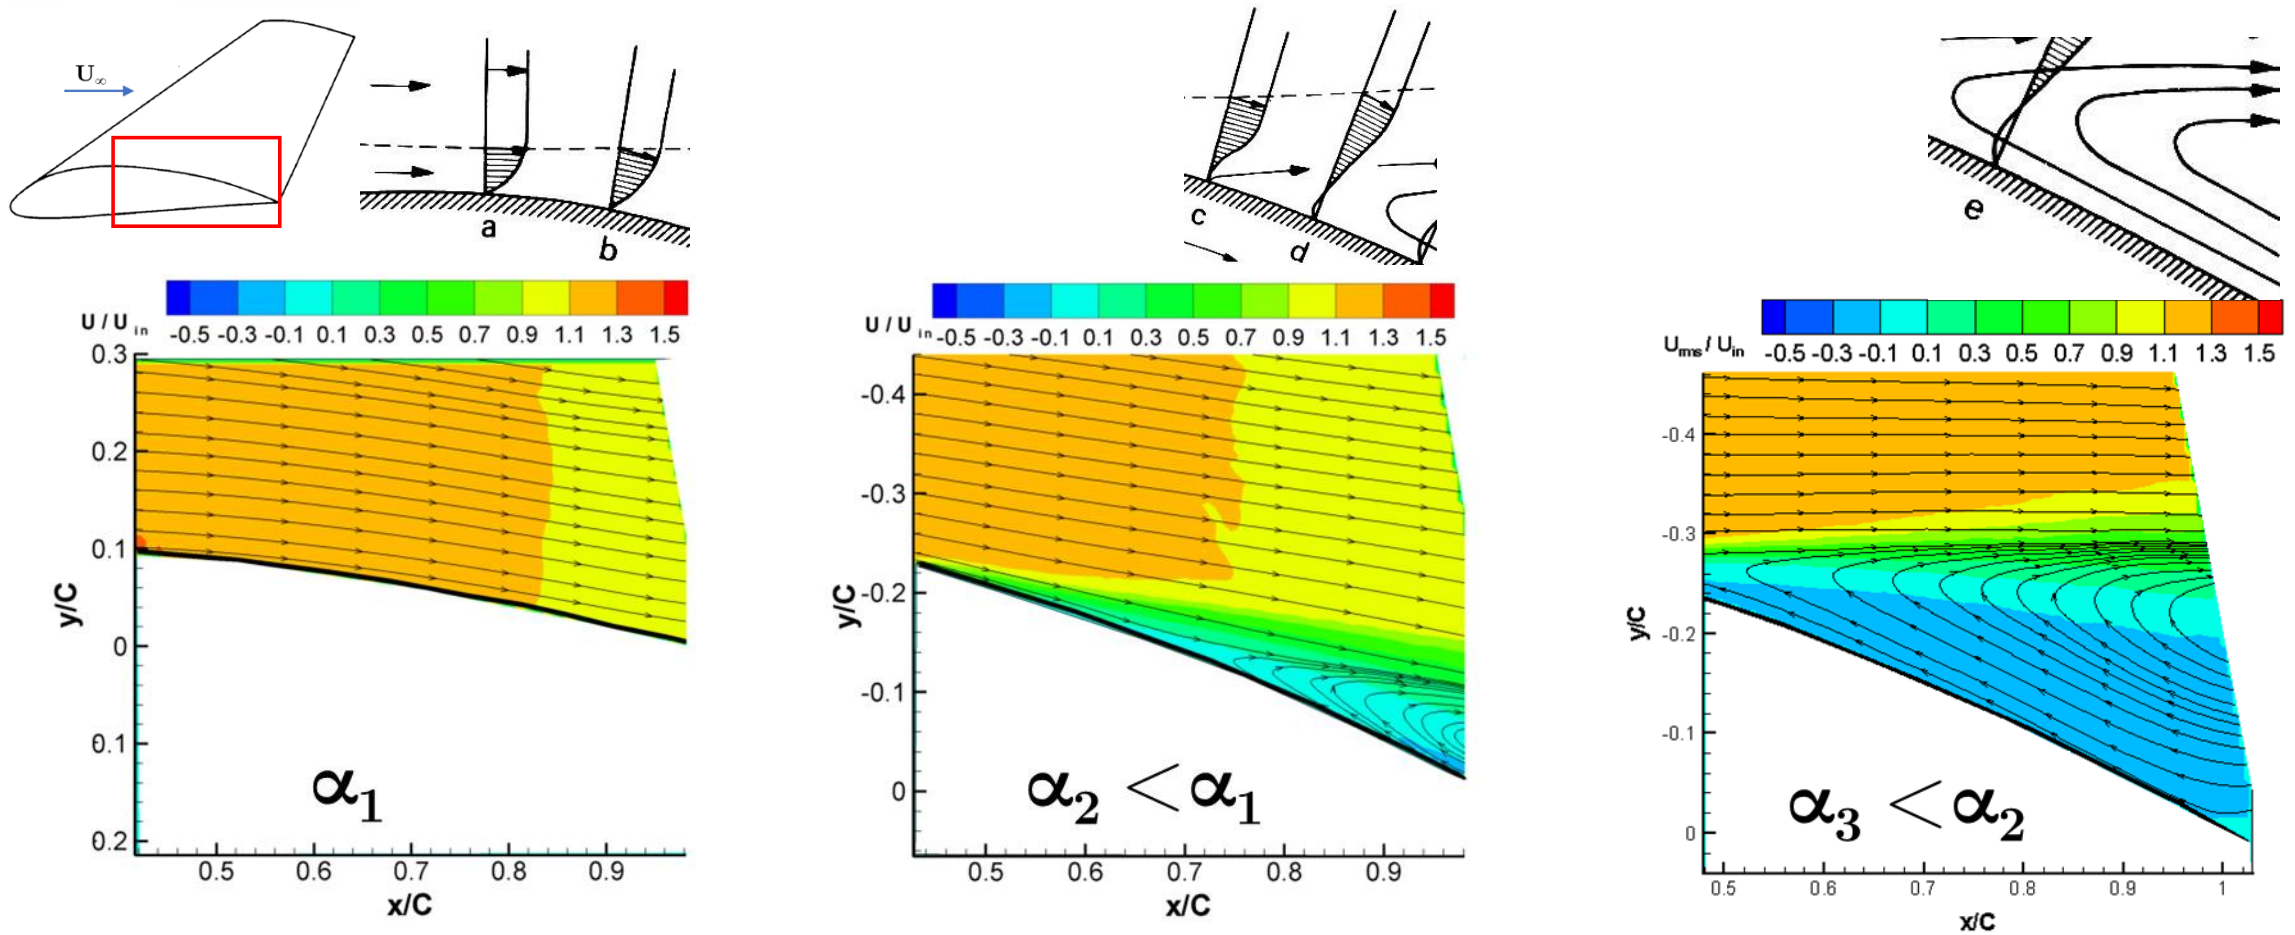 U∞
a
b
c
d
e
U / U in
-0.5 -0.3 -0.1 0.1 0.3 0.5 0.7 0.9 1.1 1.3 1.5
0.3
0.2
0.1
0
0.1
0.2
y/C
α1
0.5 0.6 0.7 0.8 0.9
x/C
U / U in
-0.5 -0.3 -0.1 0.1 0.3 0.5 0.7 0.9 1.1 1.3 1.5
-0.4
-0.3
-0.2
-0.1
0
y/C
α2 < α1
0.5 0.6 0.7 0.8 0.9
x/C
Urms / Uin
-0.5 -0.3 -0.1 0.1 0.3 0.5 0.7 0.9 1.1 1.3 1.5
-0.4
-0.3
-0.2
-0.1
0
y/C
α3 < α2
0.5 0.6 0.7 0.8 0.9 1
x/C